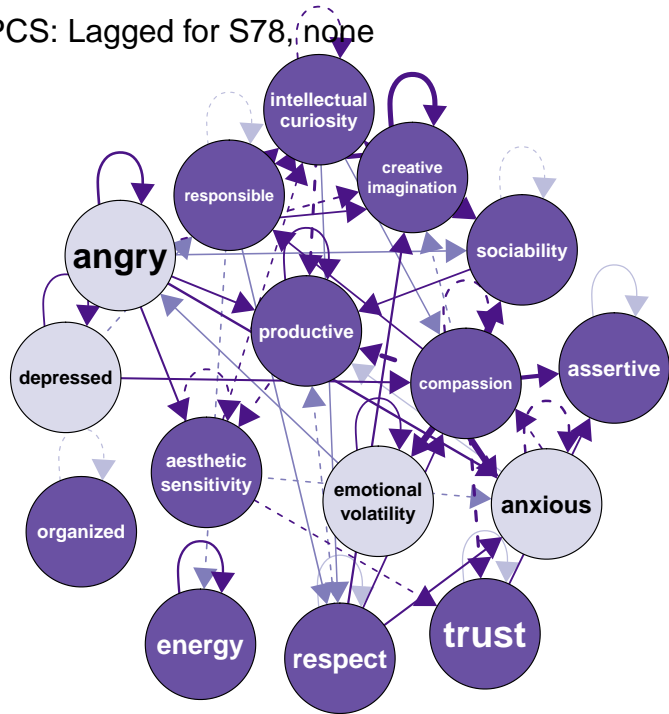 PCS: Lagged for S78, none
intellectual
curiosity
creative
imagination
responsible
sociability
angry
productive
assertive
depressed
compassion
aesthetic
sensitivity
emotional
volatility
anxious
organized
energy
respect
trust